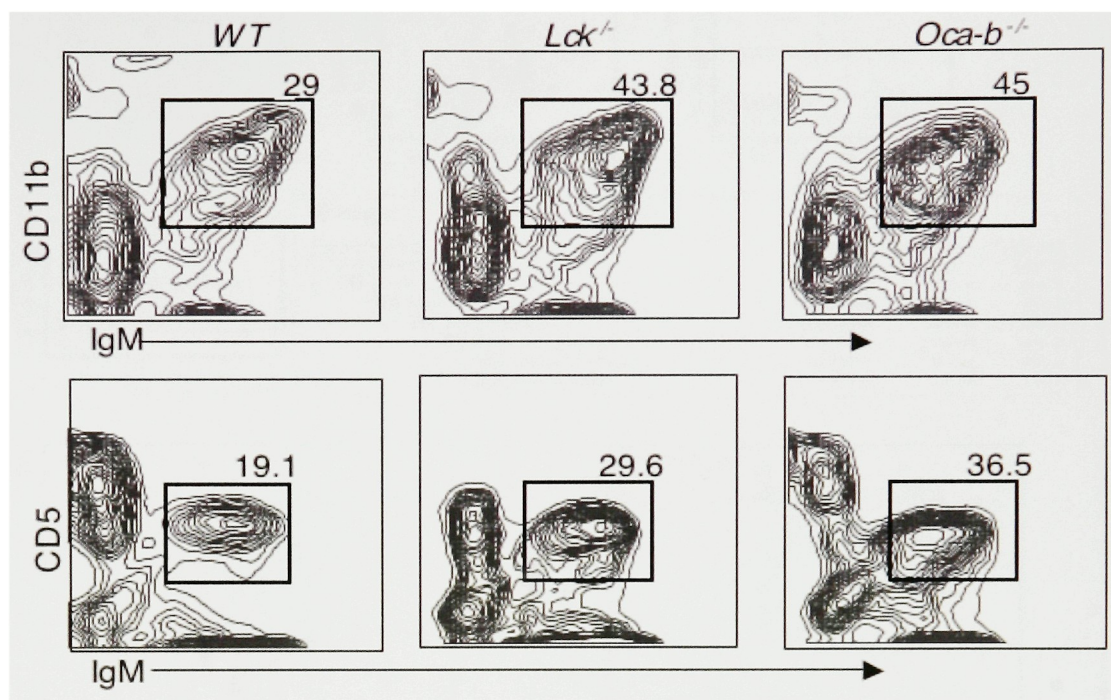 WT Lck-/- Oca-b-/-
29 43.8 45
CD11b
IgM
19.1 29.6 36.5
CD5
IgM